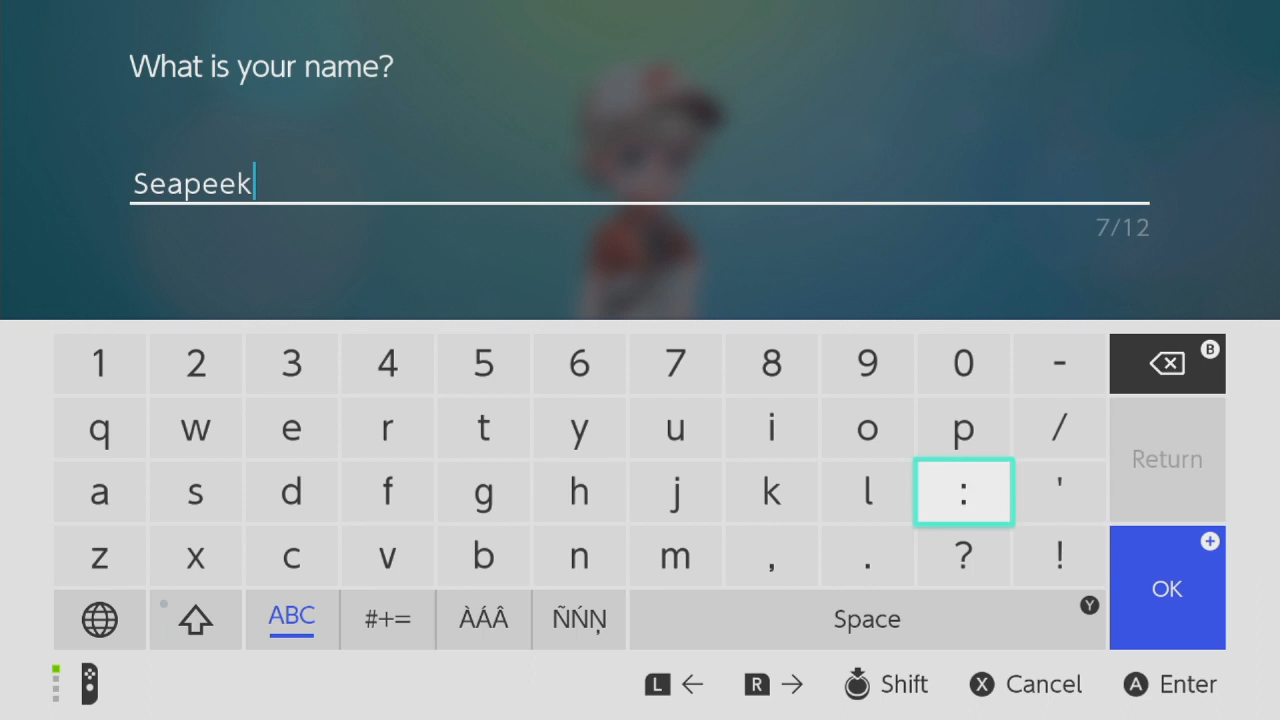 What is your name?
Seapeek
7/12
1 2 3 4 5 6 7 8 9 0 - B
q w e r t y u i o p /
Return
a s d f g h j k l : '
z x c v b n m , . ? ! +
OK
ABC #+= ÀÁÂ ÑŃŅ Space Y
L ← R → Shift X Cancel A Enter